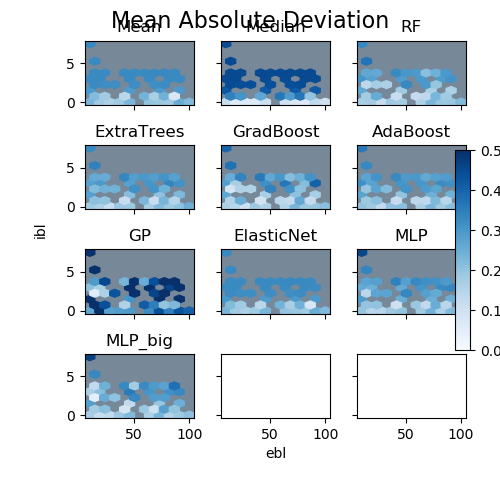 Mean Absolute Deviation
Mean Median RF
5
0
ExtraTrees GradBoost AdaBoost
5
0
GP ElasticNet MLP
5
0
MLP_big
5
0
50 100 50 100 50 100
ebl
ibl
0.5
0.4
0.3
0.2
0.1
0.0